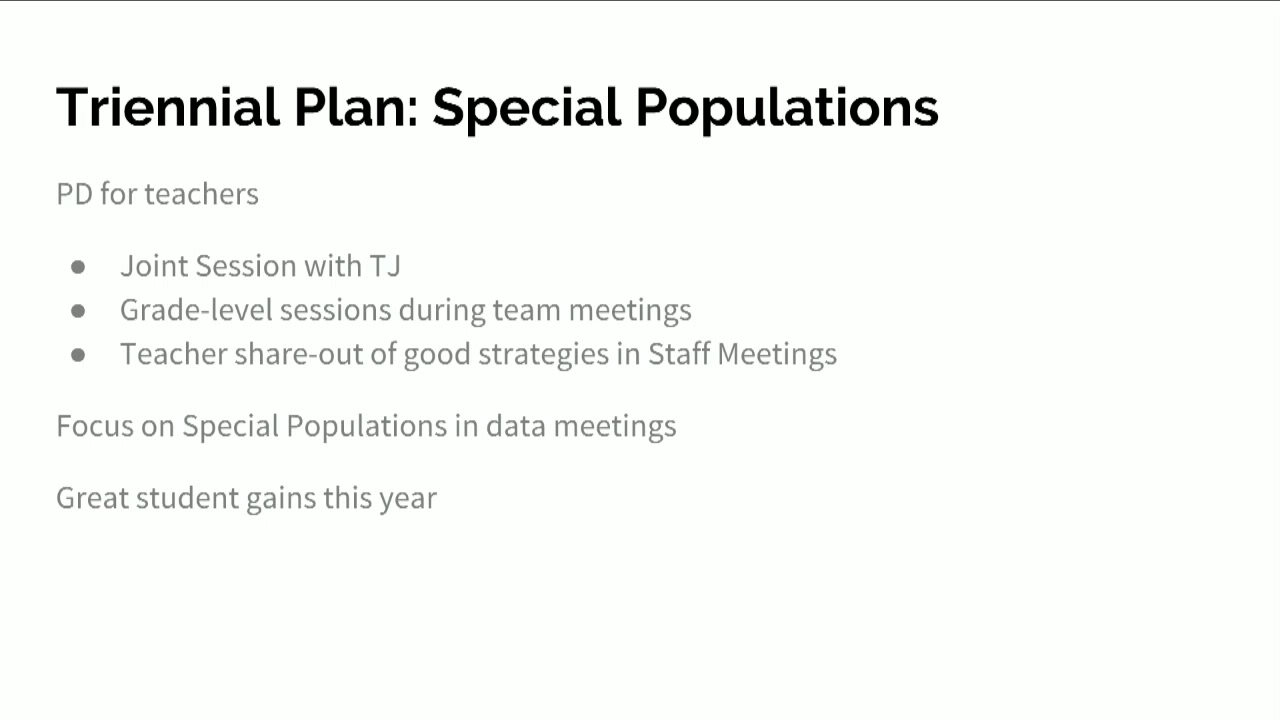 Triennial Plan: Special Populations
PD for teachers
● Joint Session with TJ
● Grade-level sessions during team meetings
● Teacher share-out of good strategies in Staff Meetings
Focus on Special Populations in data meetings
Great student gains this year